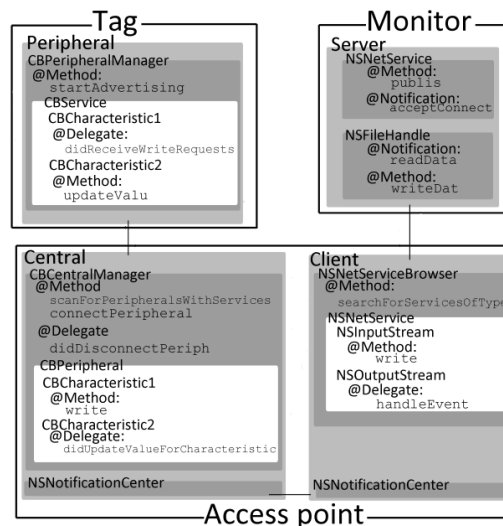 Tag
Peripheral
CBPeripheralManager
@Method:
startAdvertising
CBService
CBCharacteristic1
@Delegate:
didReceiveWriteRequests
CBCharacteristic2
@Method:
updateValu
Monitor
Server
NSNetService
@Method:
publis
@Notification:
acceptConnect
NSFileHandle
@Notification:
readData
@Method:
writeDat
Central
CBCentralManager
@Method
scanForPeripheralsWithServices
connectPeripheral
@Delegate
didDisconnectPeriph
CBPeripheral
CBCharacteristic1
@Method:
write
CBCharacteristic2
@Delegate:
didUpdateValueForCharacteristic
NSNotificationCenter
Client
NSNetServiceBrowser
@Method:
searchForServicesOfType
NSNetService
NSInputStream
@Method:
write
NSOutputStream
@Delegate:
handleEvent
NSNotificationCenter
Access point